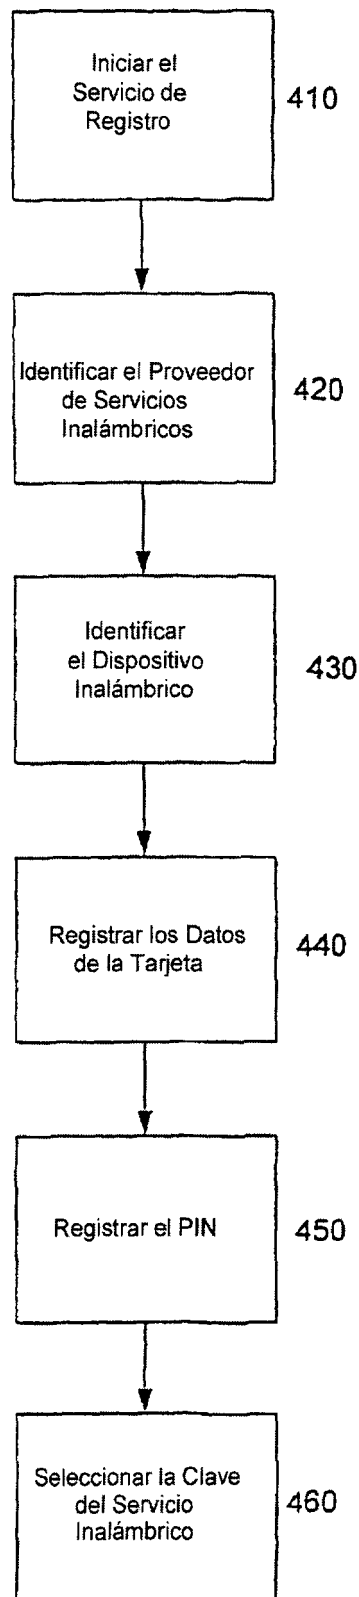 Iniciar el
Servicio de
Registro
410
Identificar el Proveedor
de Servicios
Inalámbricos
420
Identificar
el Dispositivo
Inalámbrico
430
Registrar los Datos
de la Tarjeta
440
Registrar el PIN
450
Seleccionar la Clave
del Servicio
Inalámbrico
460